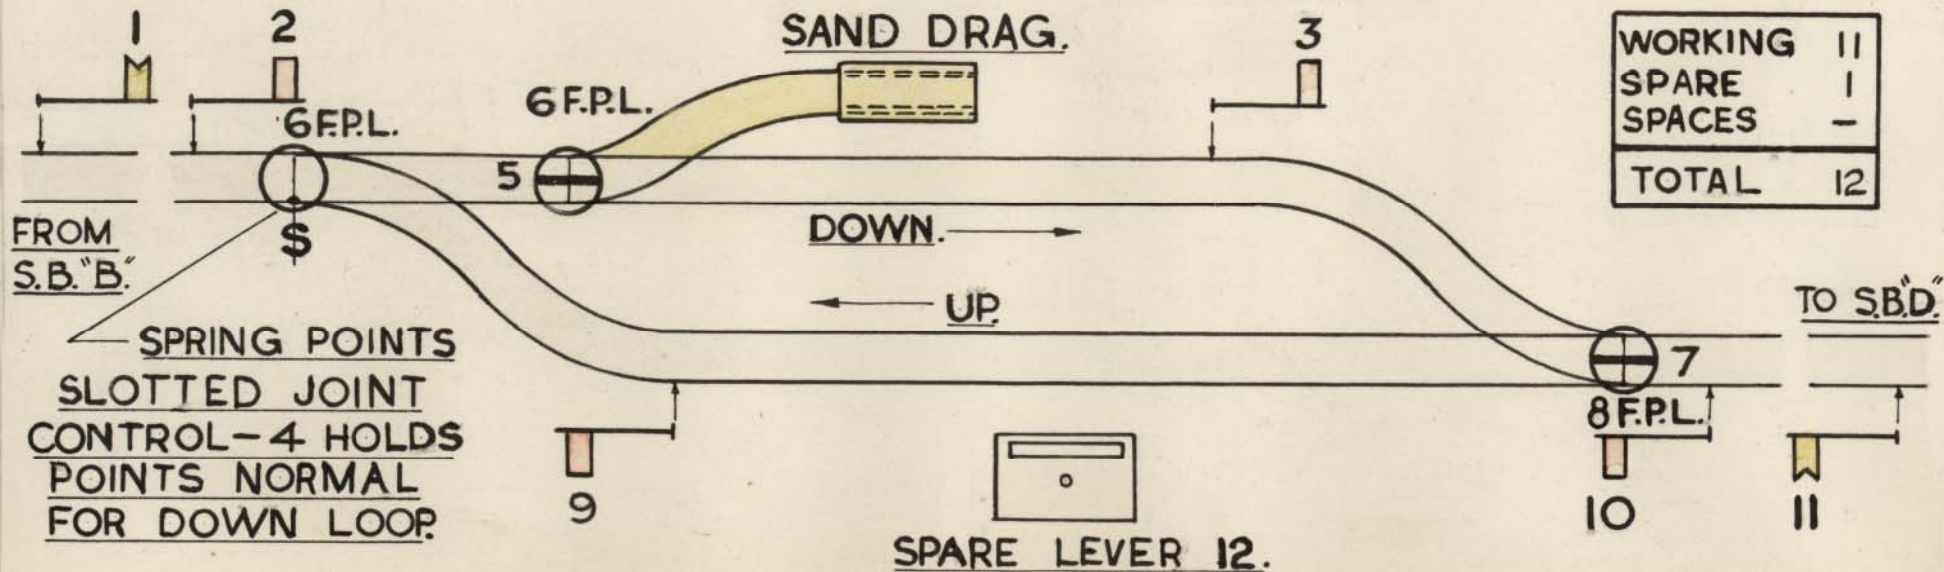 1
2
SAND DRAG.
3
WORKING 11
SPARE 1
SPACES –
TOTAL 12
6 F.P.L.
6 F.P.L.
5
FROM
S.B."B."
S
DOWN.
UP.
TO S.B."D."
SPRING POINTS
SLOTTED JOINT
CONTROL – 4 HOLDS
POINTS NORMAL
FOR DOWN LOOP.
7
8 F.P.L.
9
10
11
SPARE LEVER 12.